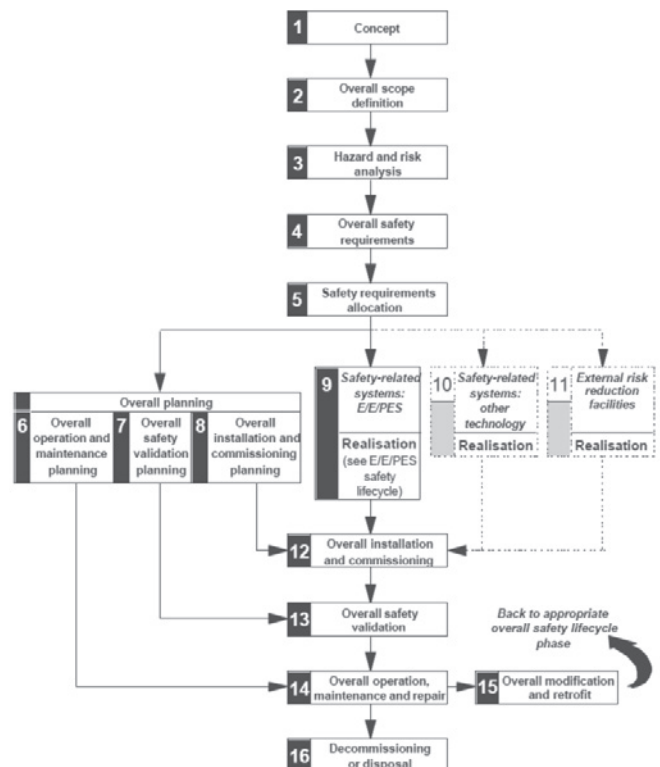 1
Concept
2
Overall scope
definition
3
Hazard and risk
analysis
4
Overall safety
requirements
5
Safety requirements
allocation
Overall planning
6
Overall
operation and
maintenance
planning
7
Overall
safety
validation
planning
8
Overall
installation and
commissioning
planning
9
Safety-related
systems:
E/E/PES
Realisation
(see E/E/PES
safety
lifecycle)
10
Safety-related
systems:
other
technology
Realisation
11
External risk
reduction
facilities
Realisation
12
Overall installation
and commissioning
13
Overall safety
validation
Back to appropriate
overall safety lifecycle
phase
14
Overall operation,
maintenance and repair
15
Overall modification
and retrofit
16
Decommissioning
or disposal